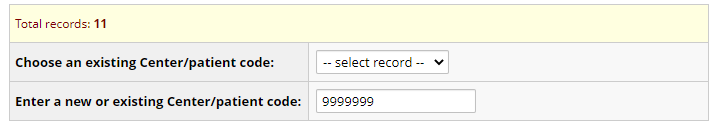 Total records: 11
Choose an existing Center/patient code: -- select record --
Enter a new or existing Center/patient code: 9999999